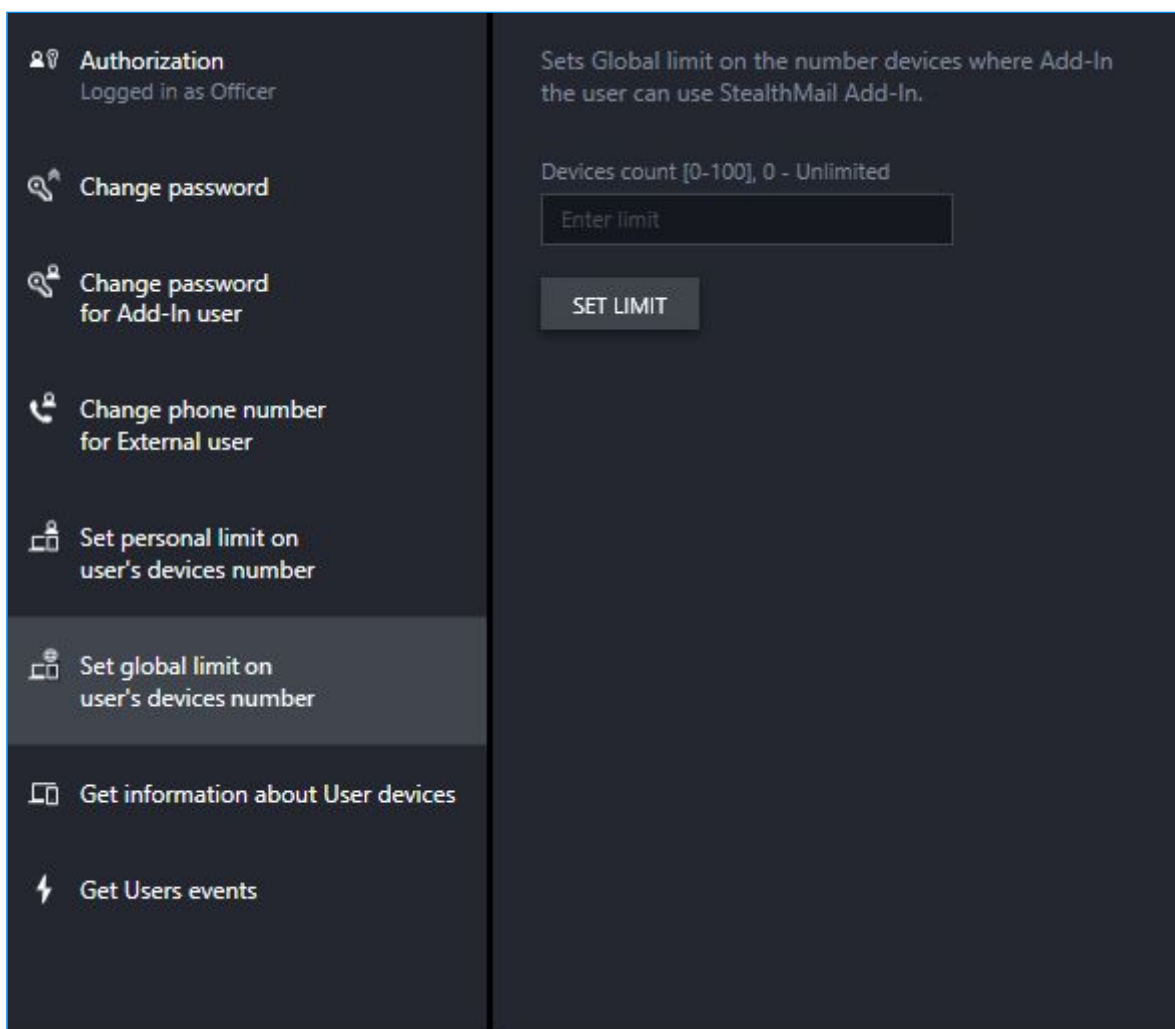 Authorization
Logged in as Officer
Change password
Change password
for Add-In user
Change phone number
for External user
Set personal limit on
user's devices number
Set global limit on
user's devices number
Get information about User devices
Get Users events
Sets Global limit on the number devices where Add-In
the user can use StealthMail Add-In.
Devices count [0-100], 0 - Unlimited
Enter limit
SET LIMIT